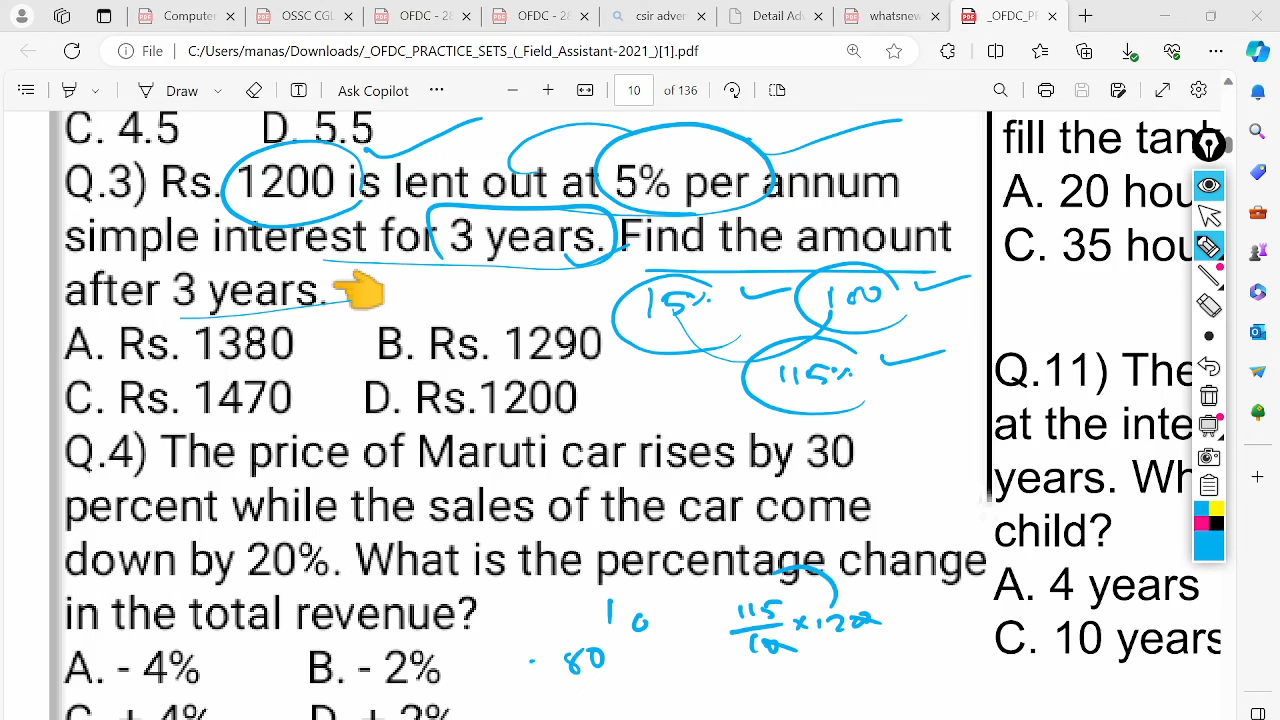 Computer
OSSC CGL
OFDC - 28
OFDC - 28
csir adver
Detail Adv
whatsnew
_OFDC_PR
File
C:/Users/manas/Downloads/_OFDC_PRACTICE_SETS_(_Field_Assistant-2021_)[1].pdf
Draw
Ask Copilot
10 of 136
C. 4.5 D. 5.5
Q.3) Rs. 1200 is lent out at 5% per annum
simple interest for 3 years. Find the amount
after 3 years.
15% 100
A. Rs. 1380 B. Rs. 1290
115%
C. Rs. 1470 D. Rs.1200
Q.4) The price of Maruti car rises by 30
percent while the sales of the car come
down by 20%. What is the percentage change
in the total revenue?
115/100 × 1200
10
80
A. - 4% B. - 2%
C. + 4% D. + 2%
fill the tan
A. 20 hou
C. 35 hou
Q.11) The
at the inte
years. Wh
child?
A. 4 years
C. 10 years